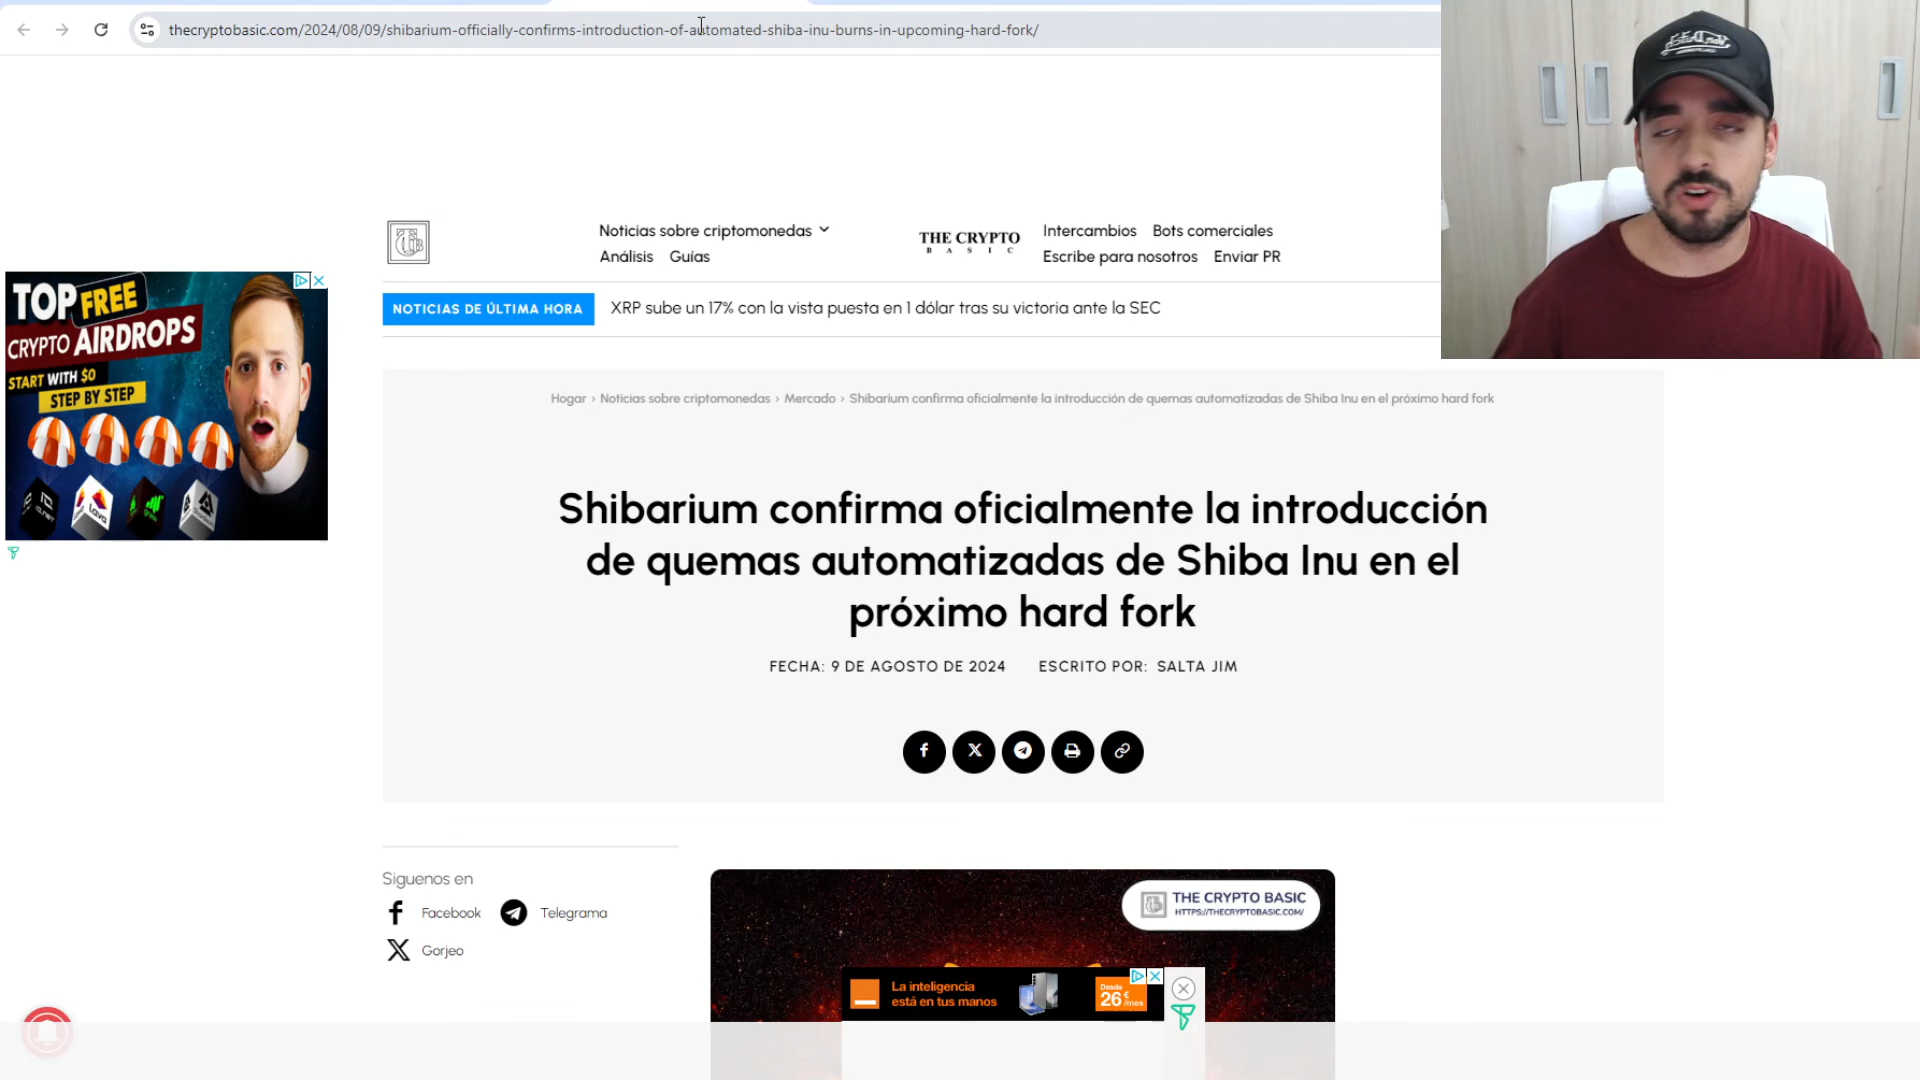 thecryptobasic.com/2024/08/09/shibarium-officially-confirms-introduction-of-automated-shiba-inu-burns-in-upcoming-hard-fork/
Noticias sobre criptomonedas
Análisis Guías
THE CRYPTO
BASIC
Intercambios Bots comerciales
Escribe para nosotros Enviar PR
NOTICIAS DE ÚLTIMA HORA XRP sube un 17% con la vista puesta en 1 dólar tras su victoria ante la SEC
TOP FREE
CRYPTO AIRDROPS
START WITH $0
STEP BY STEP
Lava
Hogar › Noticias sobre criptomonedas › Mercado › Shibarium confirma oficialmente la introducción de quemas automatizadas de Shiba Inu en el próximo hard fork
Shibarium confirma oficialmente la introducción
de quemas automatizadas de Shiba Inu en el
próximo hard fork
FECHA: 9 DE AGOSTO DE 2024 ESCRITO POR: SALTA JIM
Síguenos en
Facebook Telegrama
Gorjeo
THE CRYPTO BASIC
HTTPS://THECRYPTOBASIC.COM/
La inteligencia
está en tus manos
Desde
26 €/mes